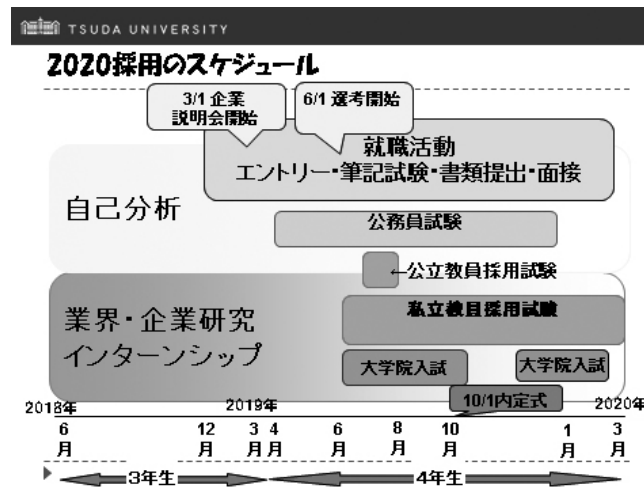 TSUDA UNIVERSITY
2020採用のスケジュール
3/1 企業
説明会開始
6/1 選考開始
就職活動
エントリー・筆記試験・書類提出・面接
自己分析
公務員試験
←公立教員採用試験
業界・企業研究
インターンシップ
私立教員採用試験
大学院入試
大学院入試
10/1内定式
2018年
2019年
2020年
6月
12月
3月
4月
6月
8月
10月
1月
3月
3年生
4年生